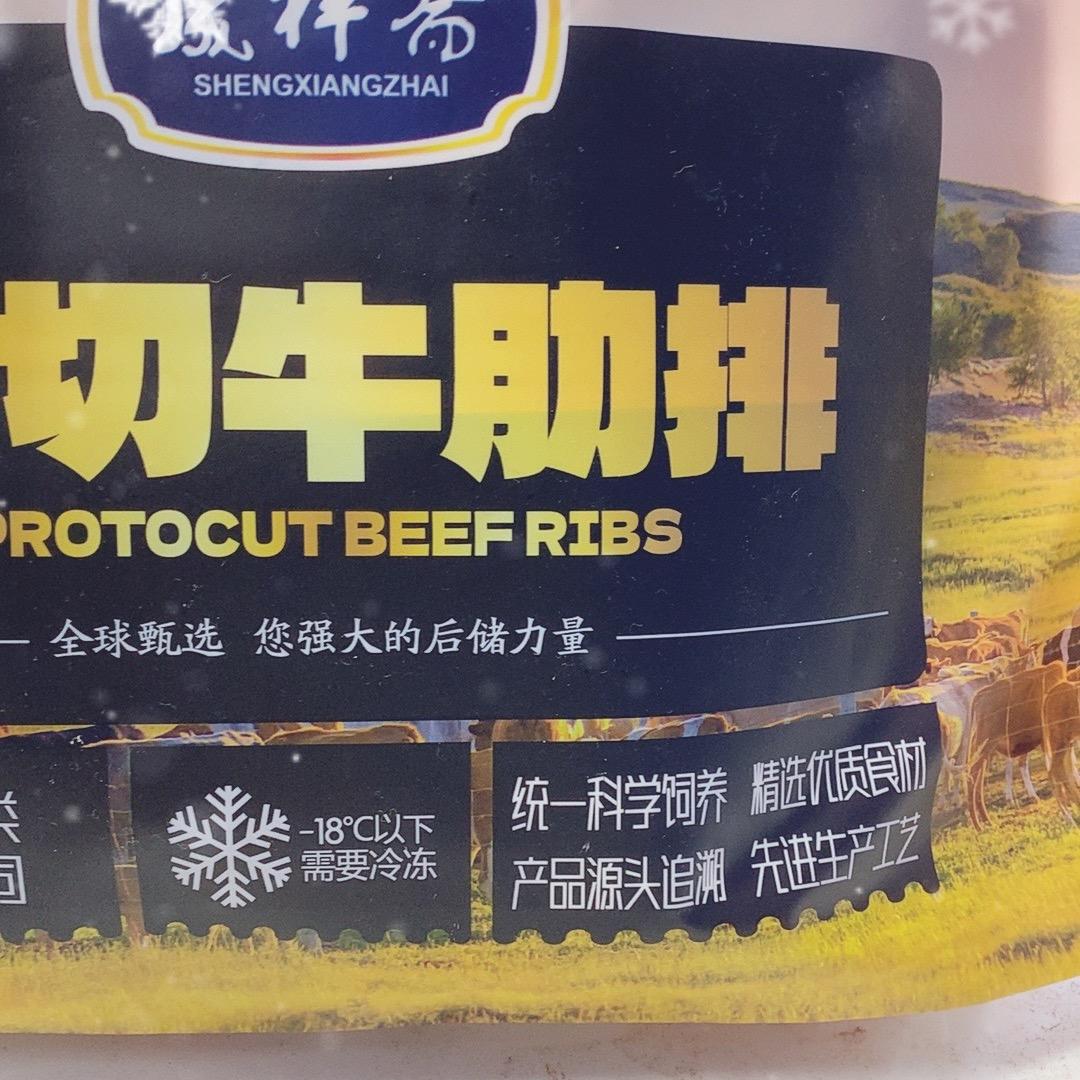 祥斋
SHENGXIANGZHAI
切牛肋排
PROTOCUT BEEF RIBS
全球甄选 您强大的后储力量
-18℃以下
需要冷冻
统一科学饲养 精选优质食材
产品源头追溯 先进生产工艺